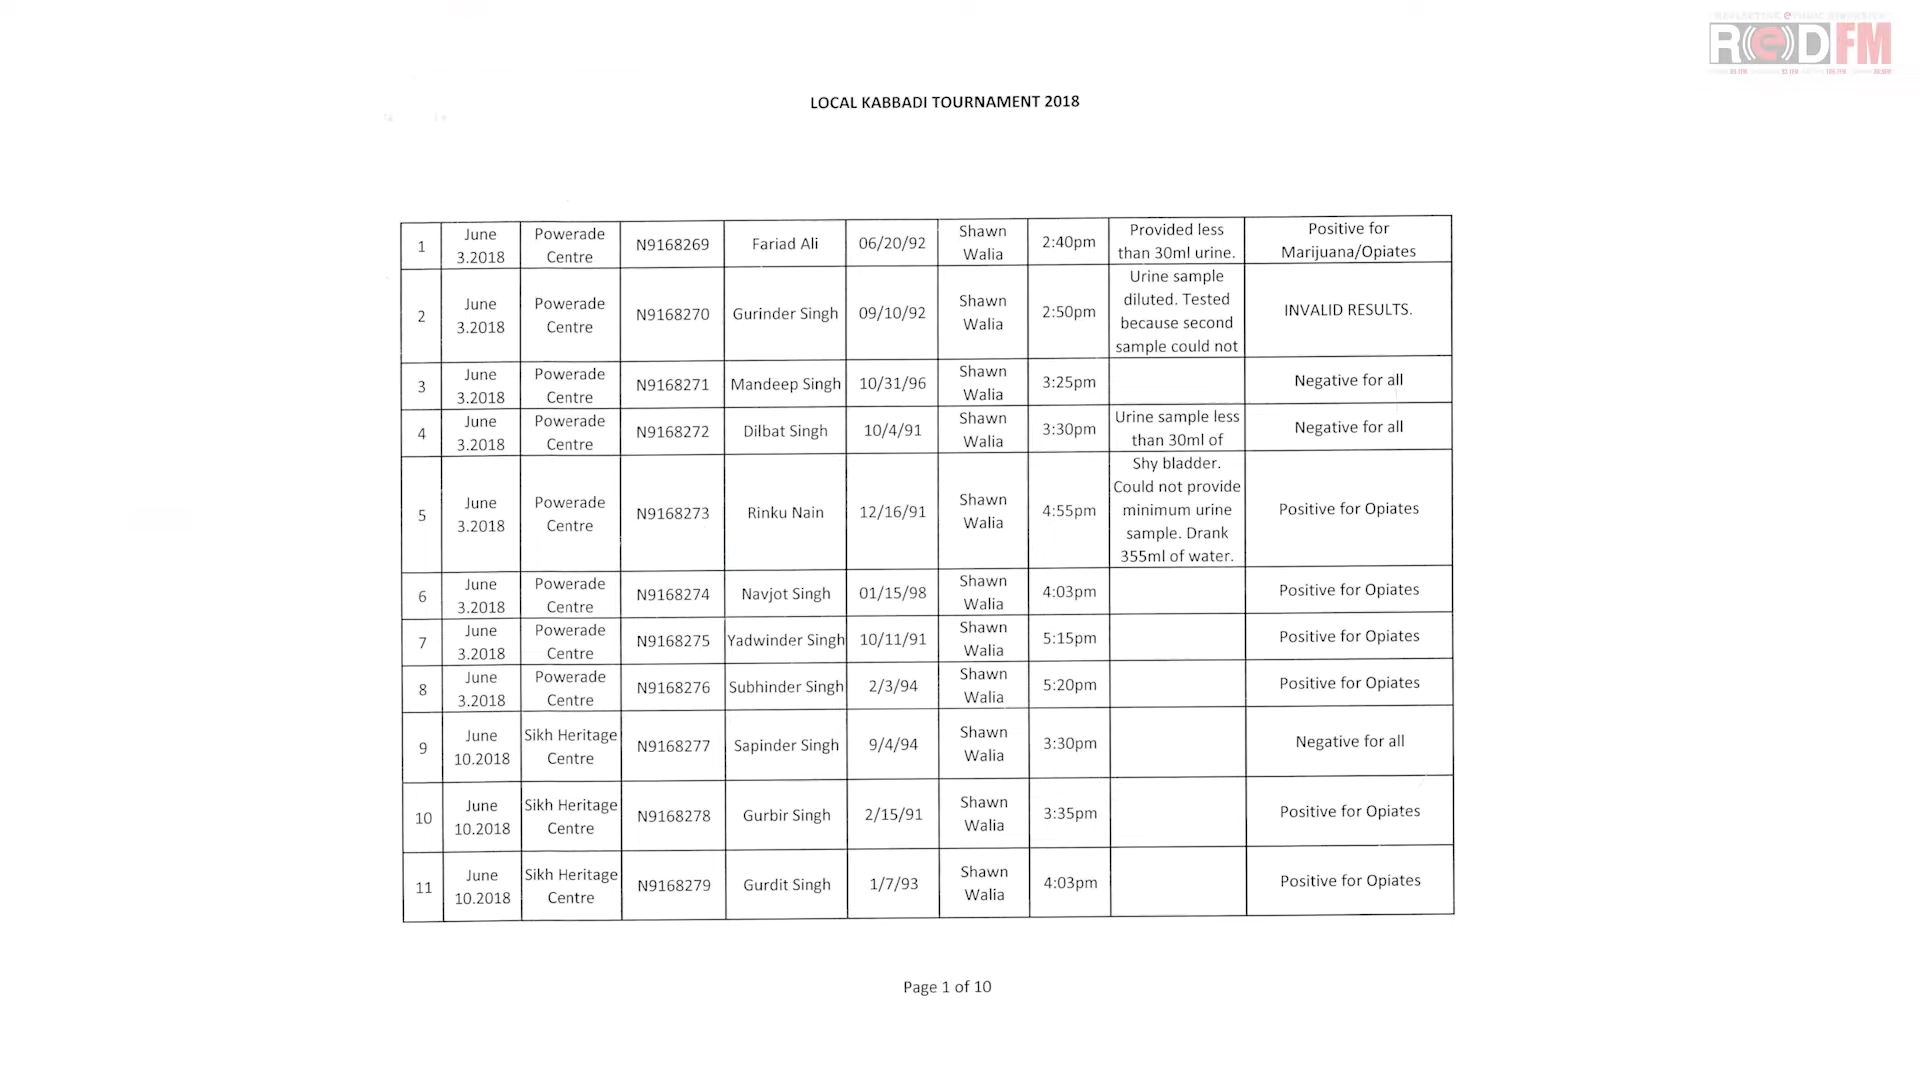 REFLECTING eTHNIC DIVERSITY
ReDFM
LOCAL KABBADI TOURNAMENT 2018
1 June 3.2018 Powerade Centre N9168269 Fariad Ali 06/20/92 Shawn Walia 2:40pm Provided less than 30ml urine. Positive for Marijuana/Opiates
2 June 3.2018 Powerade Centre N9168270 Gurinder Singh 09/10/92 Shawn Walia 2:50pm Urine sample diluted. Tested because second sample could not INVALID RESULTS.
3 June 3.2018 Powerade Centre N9168271 Mandeep Singh 10/31/96 Shawn Walia 3:25pm Negative for all
4 June 3.2018 Powerade Centre N9168272 Dilbat Singh 10/4/91 Shawn Walia 3:30pm Urine sample less than 30ml of Negative for all
5 June 3.2018 Powerade Centre N9168273 Rinku Nain 12/16/91 Shawn Walia 4:55pm Shy bladder. Could not provide minimum urine sample. Drank 355ml of water. Positive for Opiates
6 June 3.2018 Powerade Centre N9168274 Navjot Singh 01/15/98 Shawn Walia 4:03pm Positive for Opiates
7 June 3.2018 Powerade Centre N9168275 Yadwinder Singh 10/11/91 Shawn Walia 5:15pm Positive for Opiates
8 June 3.2018 Powerade Centre N9168276 Subhinder Singh 2/3/94 Shawn Walia 5:20pm Positive for Opiates
9 June 10.2018 Sikh Heritage Centre N9168277 Sapinder Singh 9/4/94 Shawn Walia 3:30pm Negative for all
10 June 10.2018 Sikh Heritage Centre N9168278 Gurbir Singh 2/15/91 Shawn Walia 3:35pm Positive for Opiates
11 June 10.2018 Sikh Heritage Centre N9168279 Gurdit Singh 1/7/93 Shawn Walia 4:03pm Positive for Opiates
Page 1 of 10